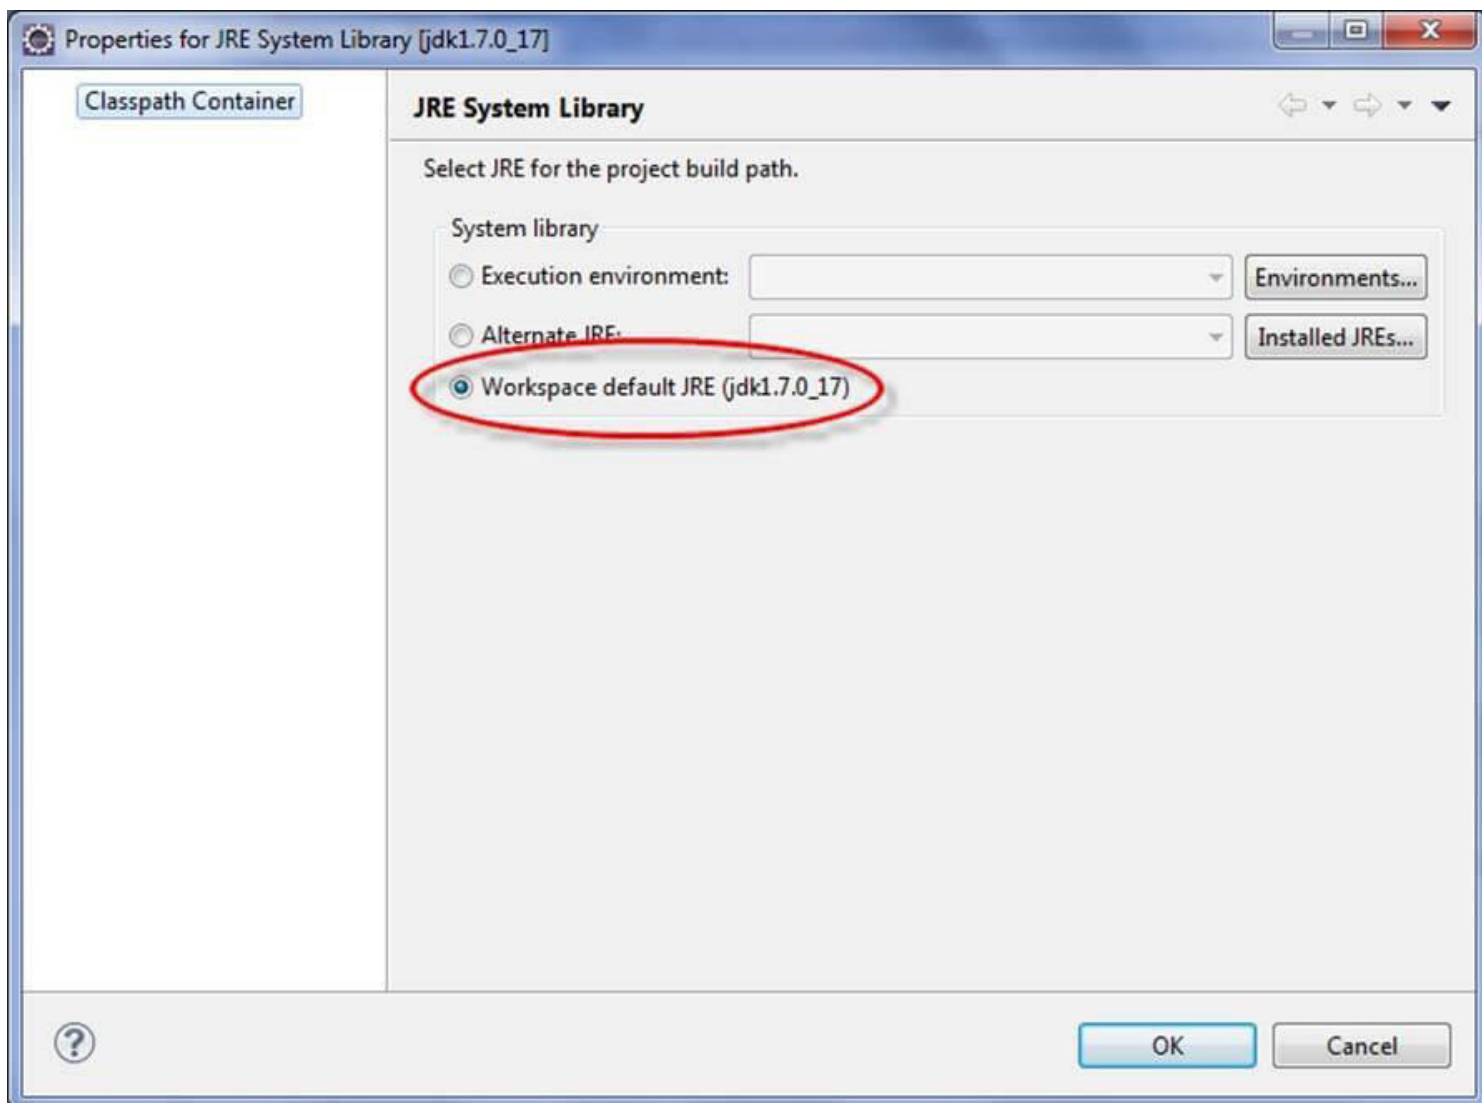 Properties for JRE System Library [jdk1.7.0_17]
Classpath Container
JRE System Library
Select JRE for the project build path.
System library
Execution environment:
Environments...
Alternate JRE:
Installed JREs...
Workspace default JRE (jdk1.7.0_17)
OK
Cancel